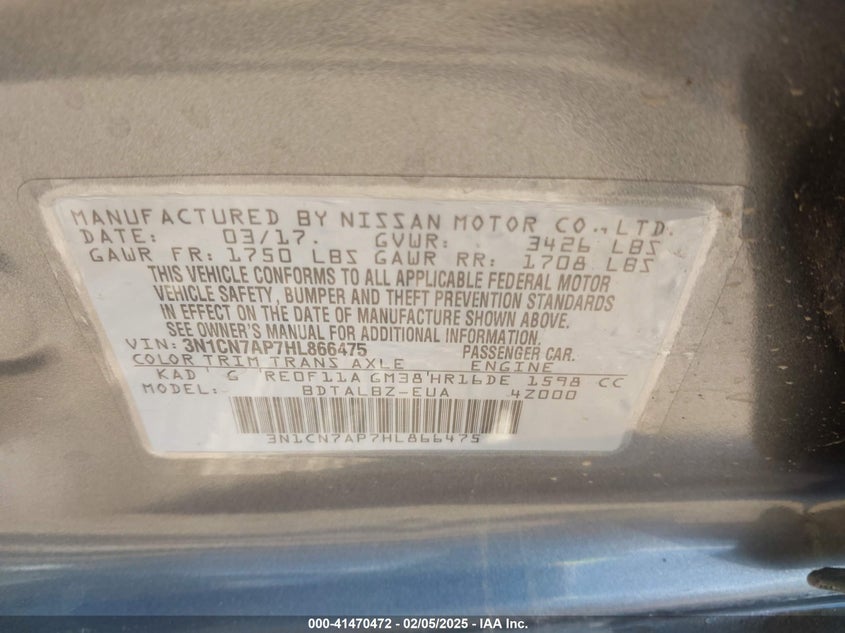 MANUFACTURED BY NISSAN MOTOR CO., LTD.
DATE: 03/17. GVWR: 3426 LBS
GAWR FR: 1750 LBS GAWR RR: 1708 LBS
THIS VEHICLE CONFORMS TO ALL APPLICABLE FEDERAL MOTOR
VEHICLE SAFETY, BUMPER AND THEFT PREVENTION STANDARDS
IN EFFECT ON THE DATE OF MANUFACTURE SHOWN ABOVE.
SEE OWNER'S MANUAL FOR ADDITIONAL INFORMATION.
VIN: 3N1CN7AP7HL866475 PASSENGER CAR.
COLOR TRIM TRANS AXLE ENGINE
KAD G RE0F11A GM38 HR16DE 1598 CC
MODEL: BDTALBZ-EUA 4Z000
3N1CN7AP7HL866475
000-41470472 - 02/05/2025 - IAA Inc.